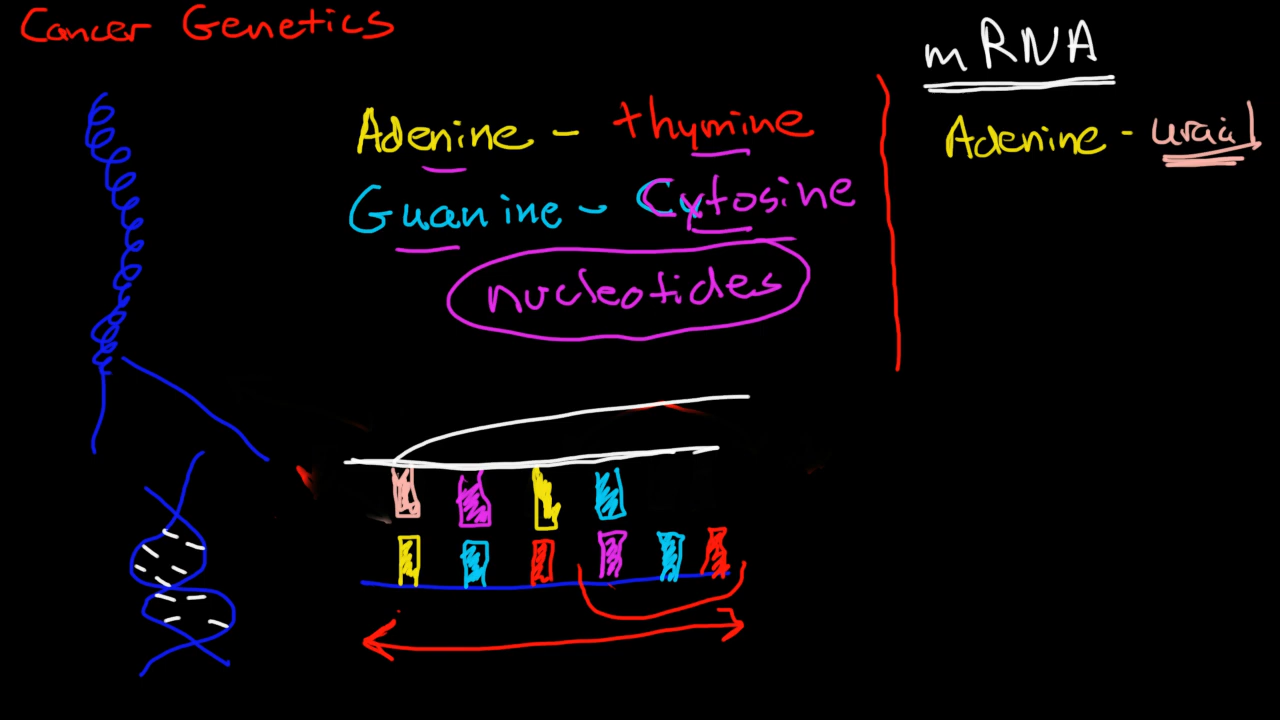 Cancer Genetics
mRNA
Adenine - thymine
Adenine - uracil
Guanine - Cytosine
nucleotides